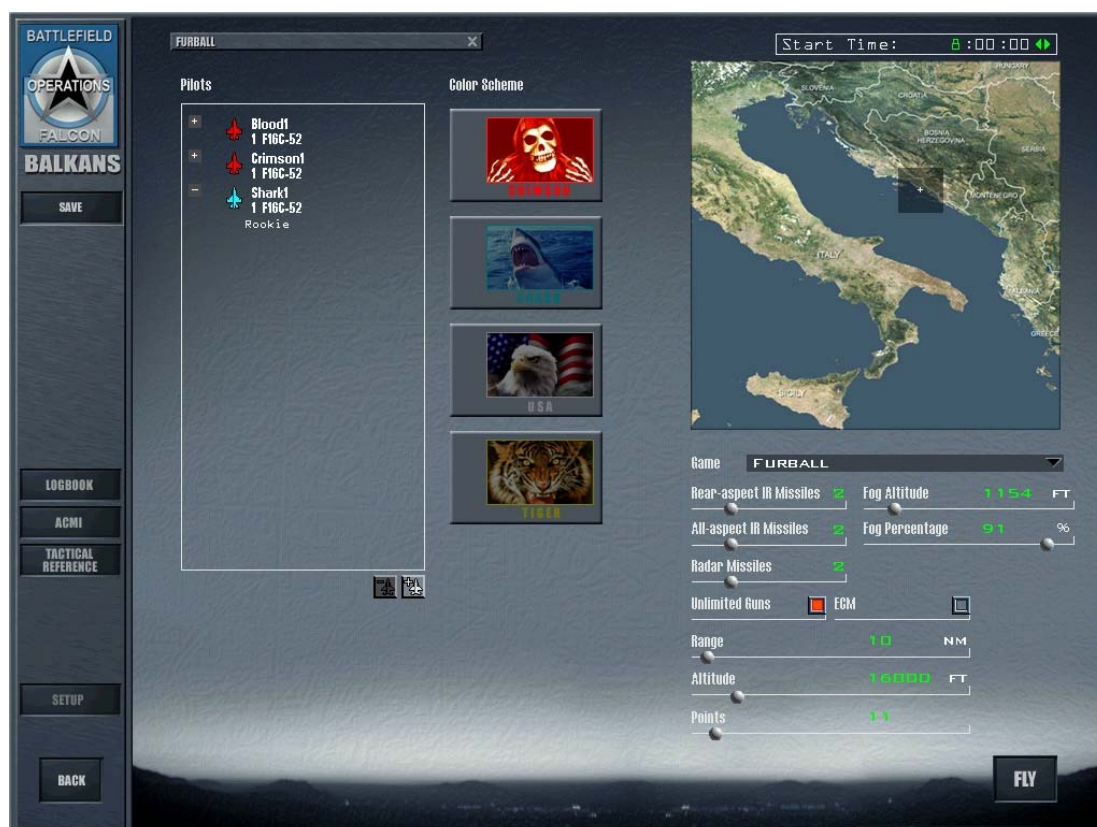 BATTLEFIELD
OPERATIONS
FALCON
BALKANS
SAVE
LOGBOOK
ACMI
TACTICAL
REFERENCE
SETUP
BACK
FURBALL X
Pilots
Blood1
1 F16C-52
Crimson1
1 F16C-52
Shark1
1 F16C-52
Rookie
Color Scheme
CRIMSON
SHARK
USA
TIGER
Start Time: 8:00:00
HUNGARY
SLOVENIA
CROATIA
BOSNIA
HERZEGOVINA
SERBIA
MONTENEGRO
ITALY
ALBANIA
GREECE
SICILY
Game FURBALL
Rear-aspect IR Missiles 2 Fog Altitude 1154 FT
All-aspect IR Missiles 2 Fog Percentage 91 %
Radar Missiles 2
Unlimited Guns ECM
Range 10 NM
Altitude 16000 FT
Points 11
FLY